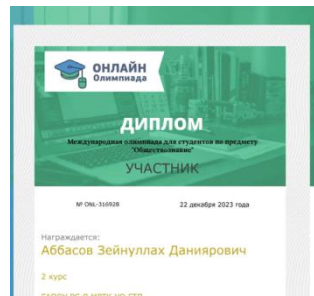 ОНЛАЙН
Олимпиада
ДИПЛОМ
Международная олимпиада для студентов по предмету
"Обществознание"
УЧАСТНИК
№ ONL-316928
22 декабря 2023 года
Награждается:
Аббасов Зейнуллах Даниярович
2 курс